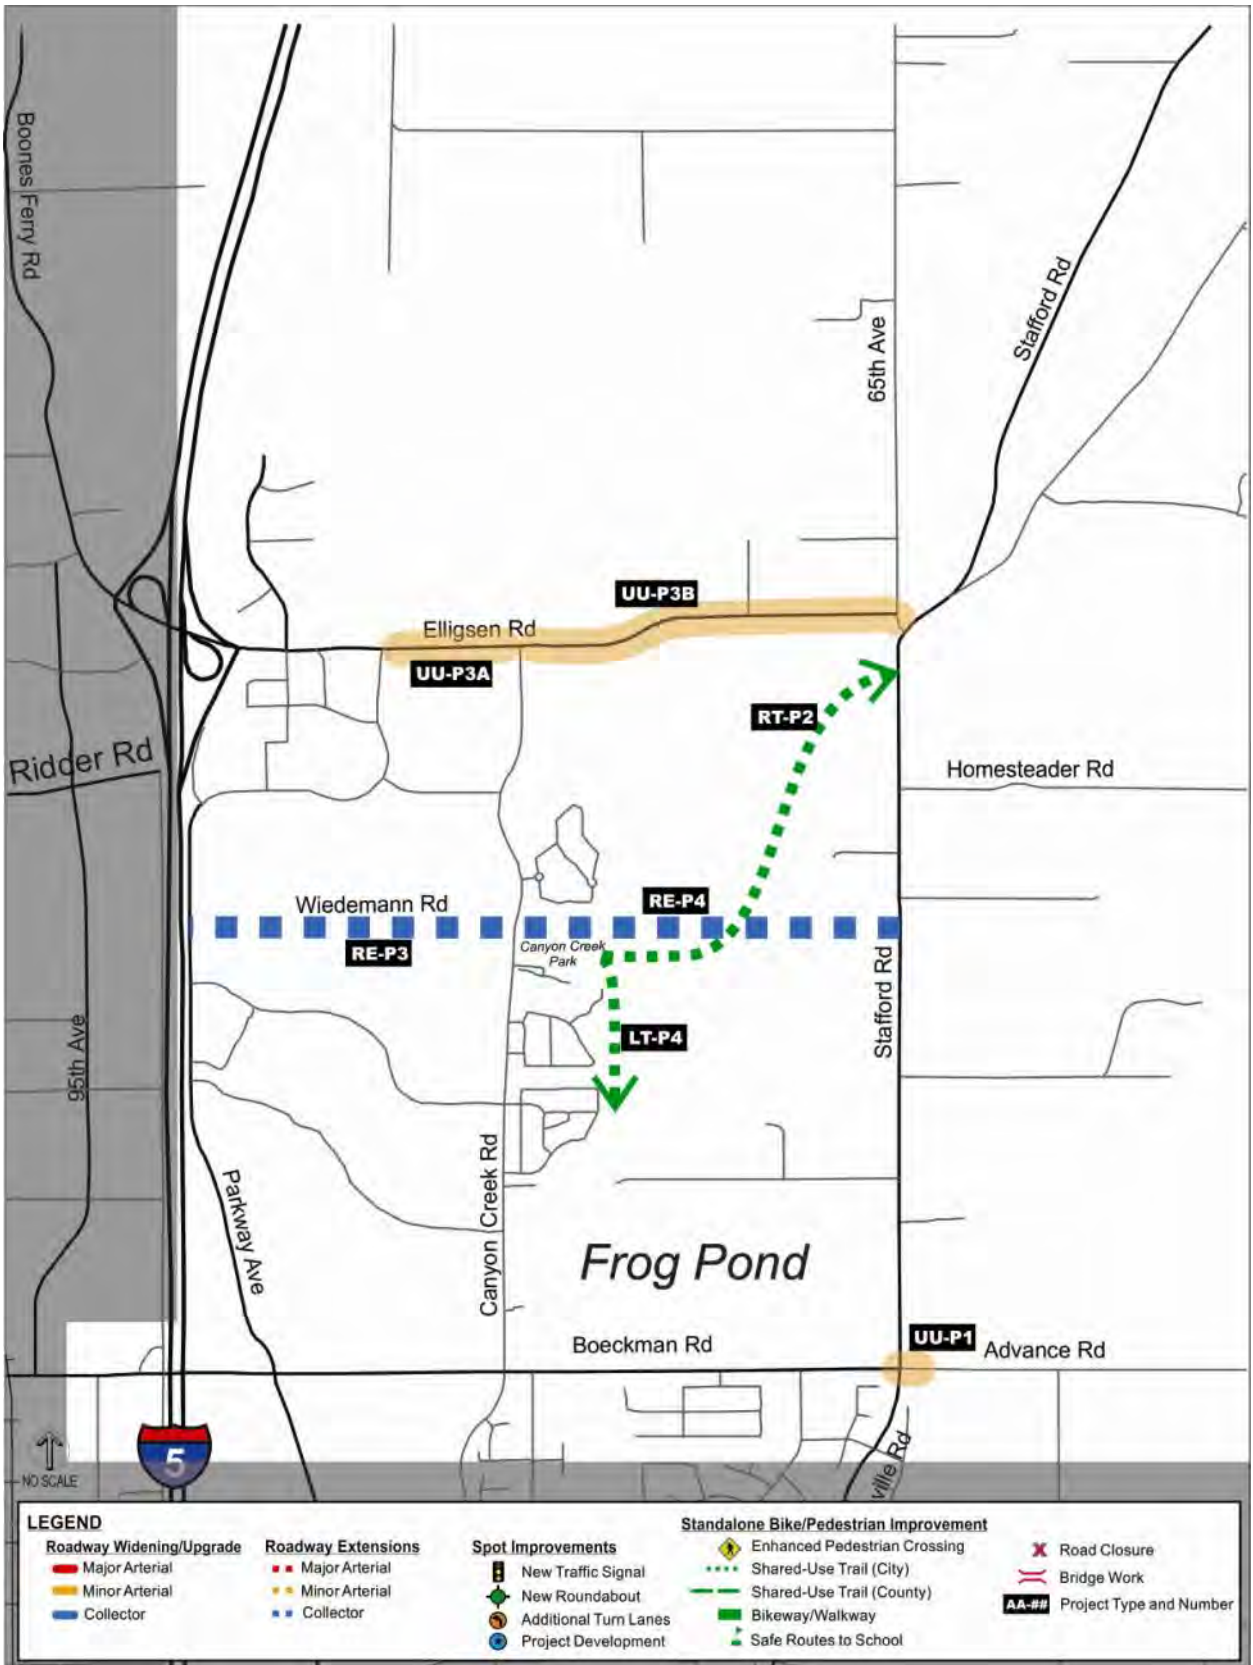 Boones Ferry Rd
Stafford Rd
65th Ave
UU-P3B
Elligsen Rd
UU-P3A
RT-P2
Ridder Rd
Homesteader Rd
Wiedemann Rd
RE-P4
RE-P3
Canyon Creek
Park
Stafford Rd
LT-P4
95th Ave
Canyon Creek Rd
Parkway Ave
Frog Pond
UU-P1
Boeckman Rd
Advance Rd
5
NO SCALE
ville Rd
LEGEND
Roadway Widening/Upgrade
Major Arterial
Minor Arterial
Collector
Roadway Extensions
Major Arterial
Minor Arterial
Collector
Spot Improvements
New Traffic Signal
New Roundabout
Additional Turn Lanes
Project Development
Standalone Bike/Pedestrian Improvement
Enhanced Pedestrian Crossing
Shared-Use Trail (City)
Shared-Use Trail (County)
Bikeway/Walkway
Safe Routes to School
Road Closure
Bridge Work
AA-## Project Type and Number